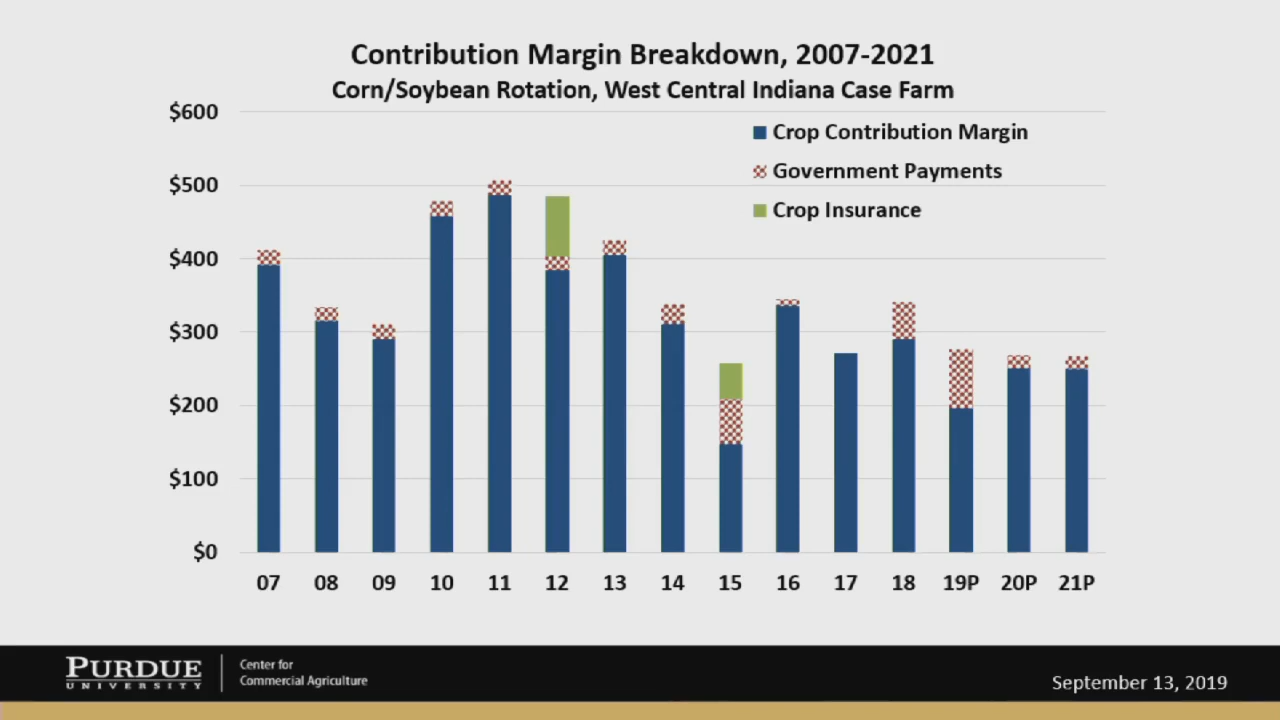 Contribution Margin Breakdown, 2007-2021
Corn/Soybean Rotation, West Central Indiana Case Farm
$600
$500
$400
$300
$200
$100
$0
Crop Contribution Margin
Government Payments
Crop Insurance
07 08 09 10 11 12 13 14 15 16 17 18 19P 20P 21P
PURDUE
UNIVERSITY
Center for
Commercial Agriculture
September 13, 2019